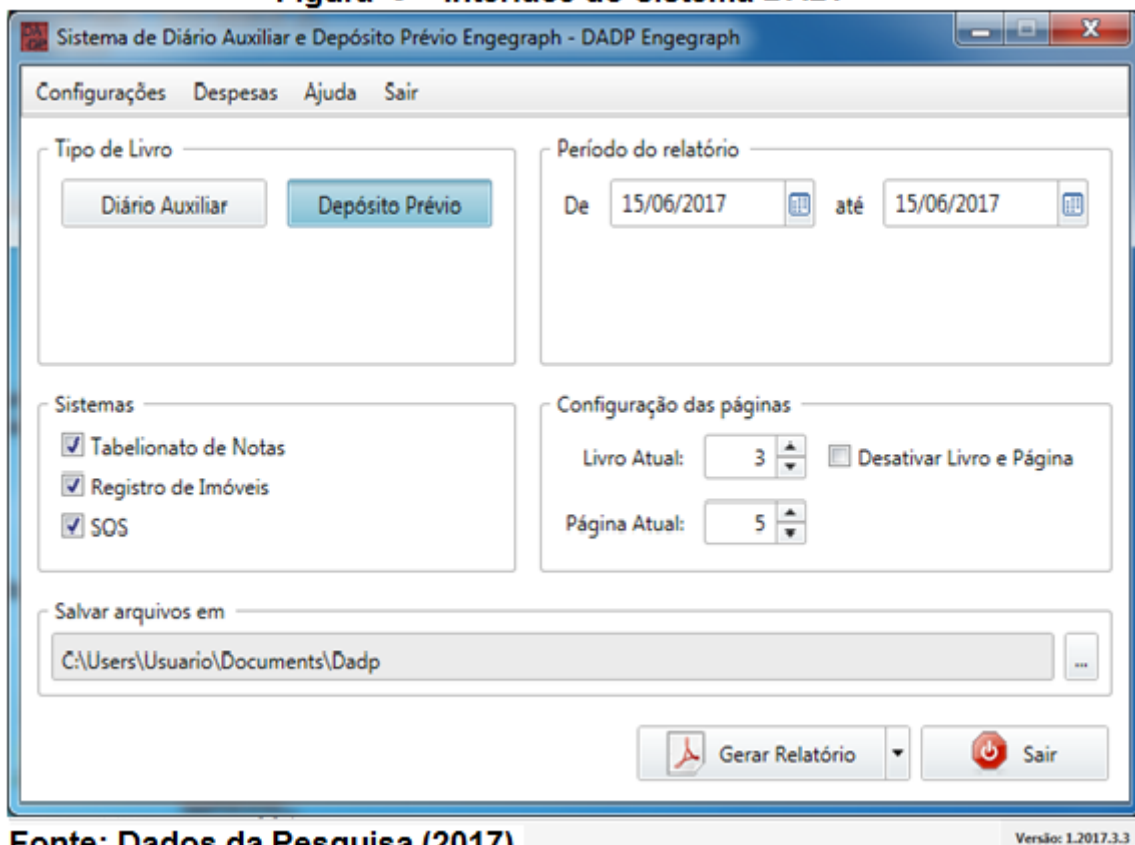 Sistema de Diário Auxiliar e Depósito Prévio Engegraph - DADP Engegraph
Configurações Despesas Ajuda Sair
Tipo de Livro
Diário Auxiliar Depósito Prévio
Período do relatório
De 15/06/2017 até 15/06/2017
Sistemas
Tabelionato de Notas
Registro de Imóveis
SOS
Configuração das páginas
Livro Atual: 3 Desativar Livro e Página
Página Atual: 5
Salvar arquivos em
C:\Users\Usuario\Documents\Dadp
...
Gerar Relatório Sair
Fonte: Dados da Pesquisa (2017)
Versão: 1.2017.3.3